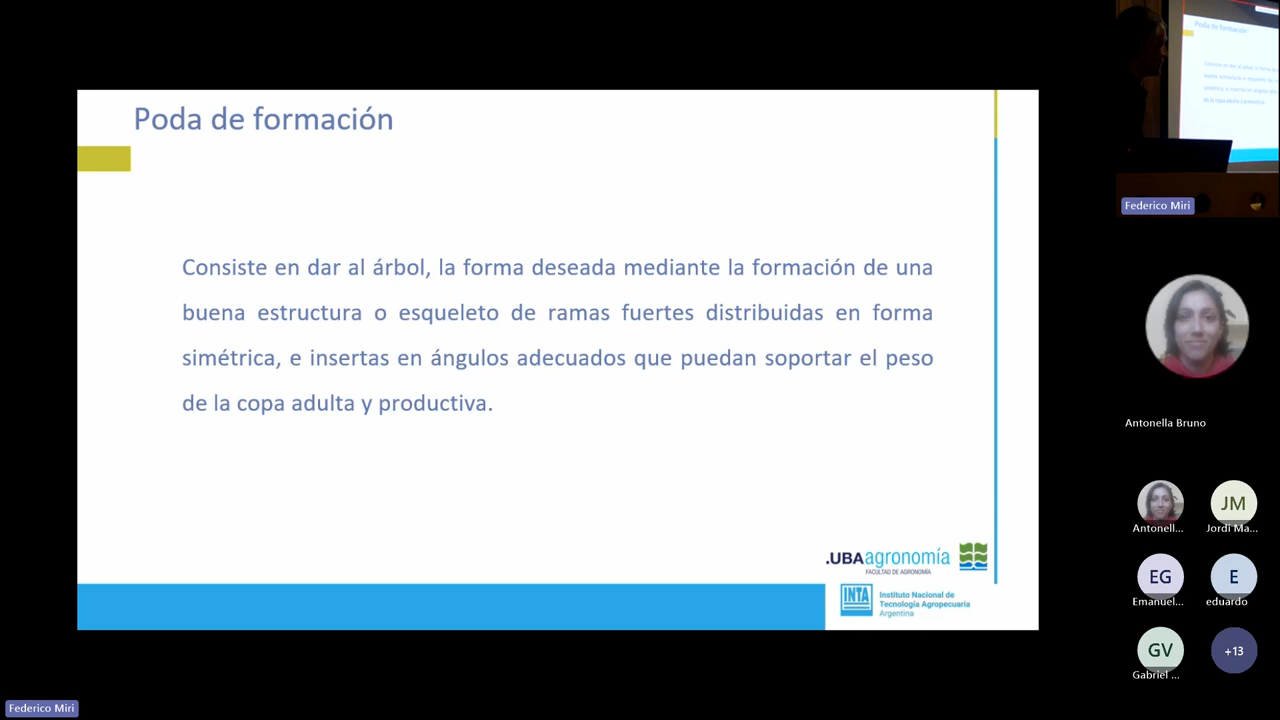 Poda de formación
Consiste en dar al árbol, la forma deseada mediante la formación de una
buena estructura o esqueleto de ramas fuertes distribuidas en forma
simétrica, e insertas en ángulos adecuados que puedan soportar el peso
de la copa adulta y productiva.
.UBAagronomía
FACULTAD DE AGRONOMÍA
INTA
Instituto Nacional de
Tecnología Agropecuaria
Argentina
Federico Miri
Poda de formación
Federico Miri
Antonella Bruno
Antonell...
JM
Jordi Ma...
EG
Emanuel...
E
eduardo
GV
Gabriel ...
+13